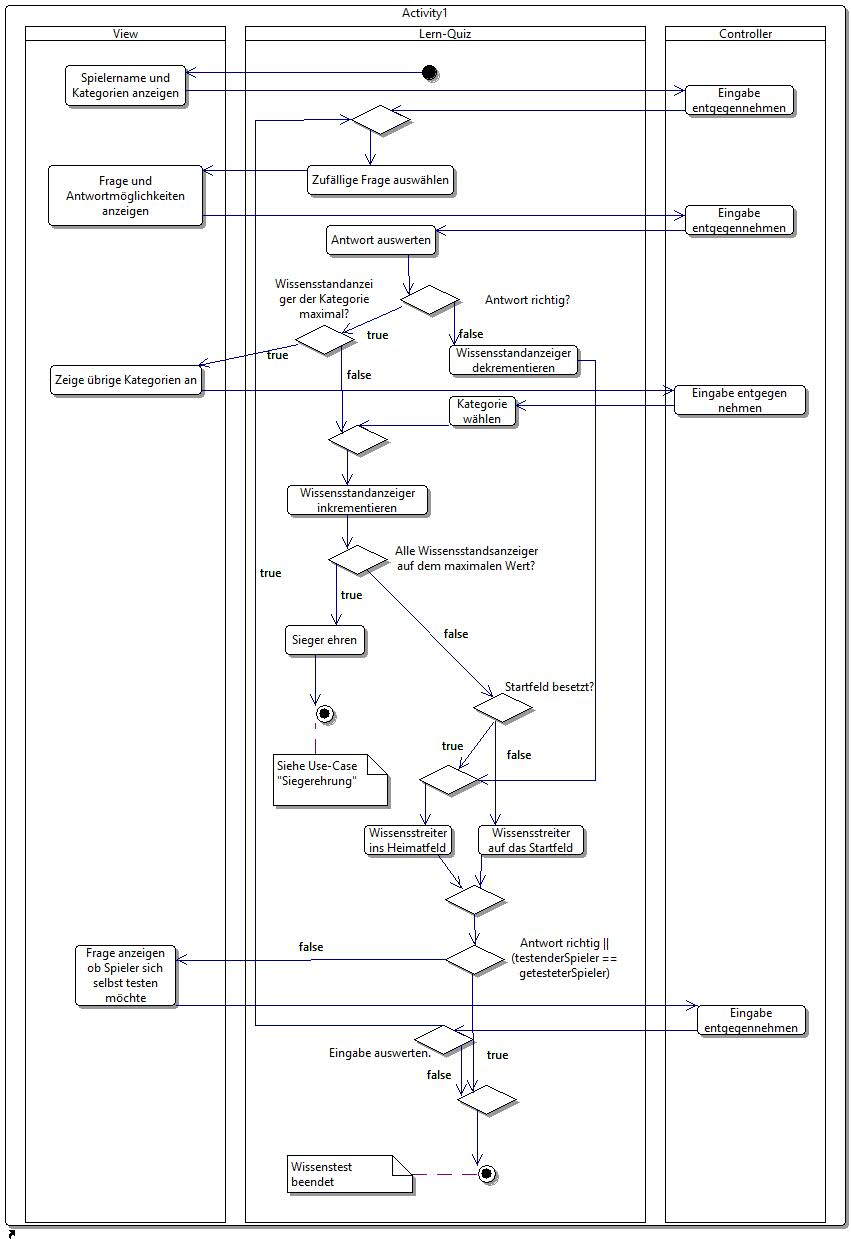 Activity1
View
Lern-Quiz
Controller
Spielername und
Kategorien anzeigen
Eingabe
entgegennehmen
Zufällige Frage auswählen
Frage und
Antwortmöglichkeiten
anzeigen
Eingabe
entgegennehmen
Antwort auswerten
Wissensstandanzei
ger der Kategorie
maximal?
Antwort richtig?
true
false
true
Wissensstandanzeiger
dekrementieren
false
Zeige übrige Kategorien an
Eingabe entgegen
nehmen
Kategorie
wählen
Wissensstandanzeiger
inkrementieren
Alle Wissensstandsanzeiger
auf dem maximalen Wert?
true
true
Sieger ehren
false
Startfeld besetzt?
true
false
Siehe Use-Case
"Siegerehrung"
Wissensstreiter
ins Heimatfeld
Wissensstreiter
auf das Startfeld
Antwort richtig ||
(testenderSpieler ==
getesteterSpieler)
false
Frage anzeigen
ob Spieler sich
selbst testen
möchte
Eingabe
entgegennehmen
Eingabe auswerten.
true
false
Wissenstest
beendet